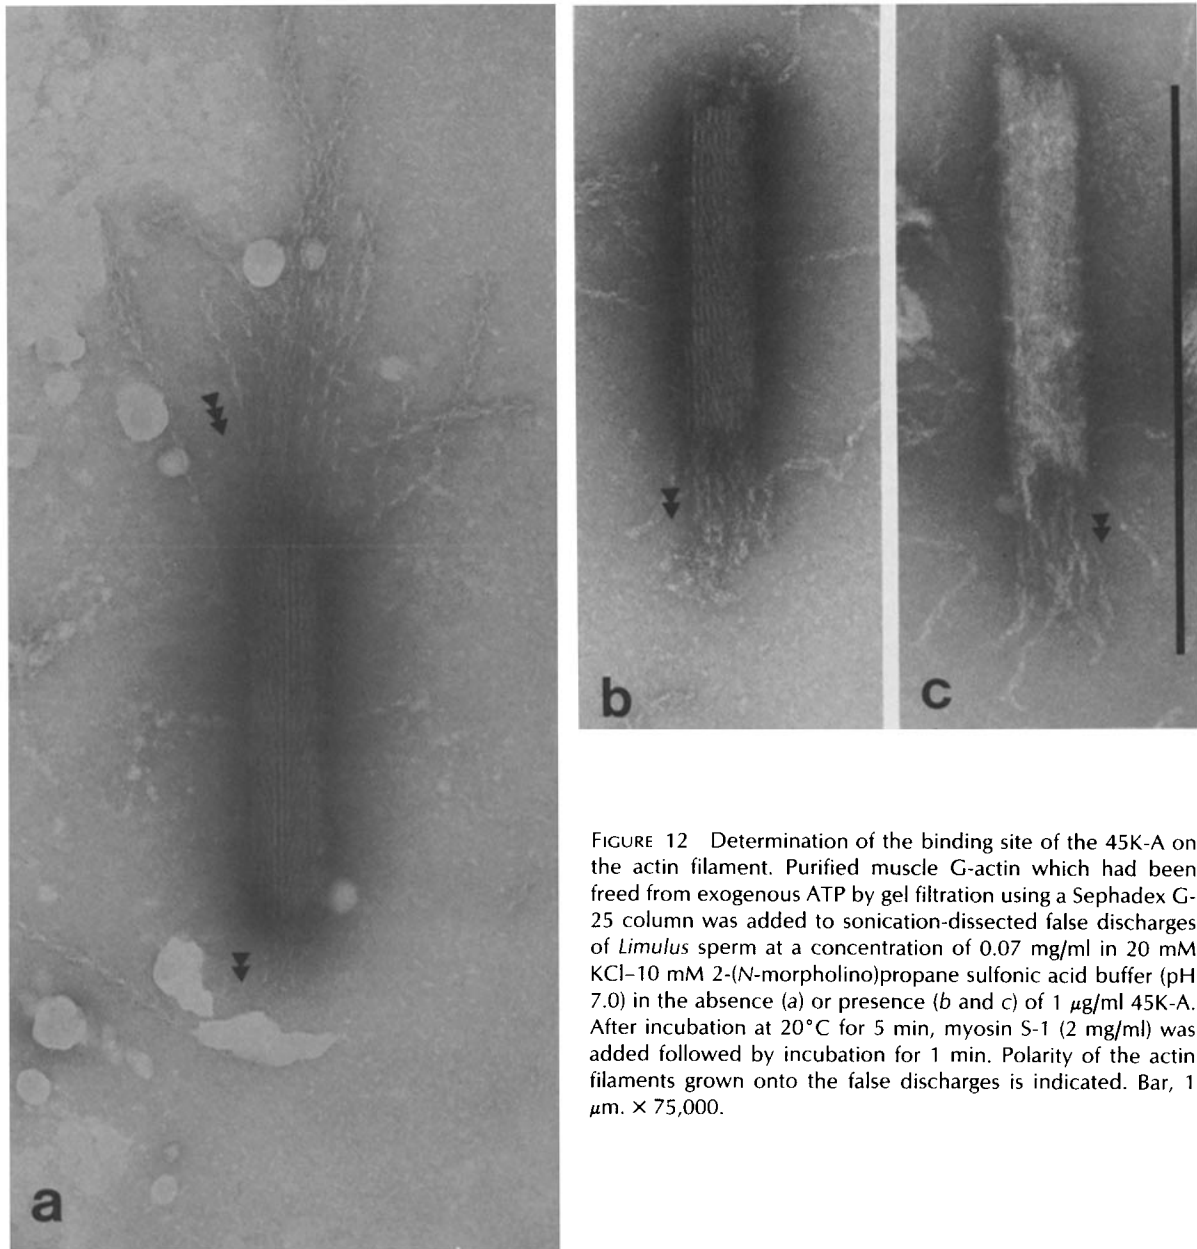 a
b
c
FIGURE 12 Determination of the binding site of the 45K-A on
the actin filament. Purified muscle G-actin which had been
freed from exogenous ATP by gel filtration using a Sephadex G-
25 column was added to sonication-dissected false discharges
of Limulus sperm at a concentration of 0.07 mg/ml in 20 mM
KCl–10 mM 2-(N-morpholino)propane sulfonic acid buffer (pH
7.0) in the absence (a) or presence (b and c) of 1 μg/ml 45K-A.
After incubation at 20°C for 5 min, myosin S-1 (2 mg/ml) was
added followed by incubation for 1 min. Polarity of the actin
filaments grown onto the false discharges is indicated. Bar, 1
μm. × 75,000.